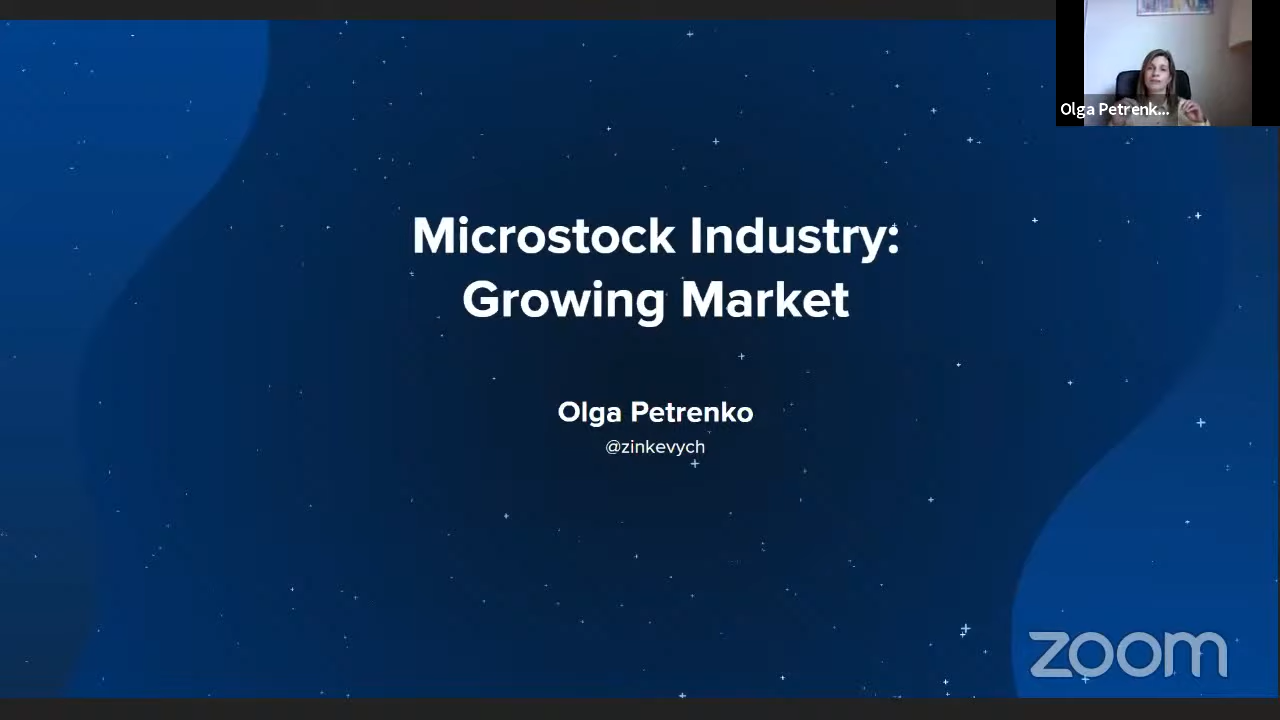 Olga Petrenk...
Microstock Industry:
Growing Market
Olga Petrenko
@zinkevych
zoom